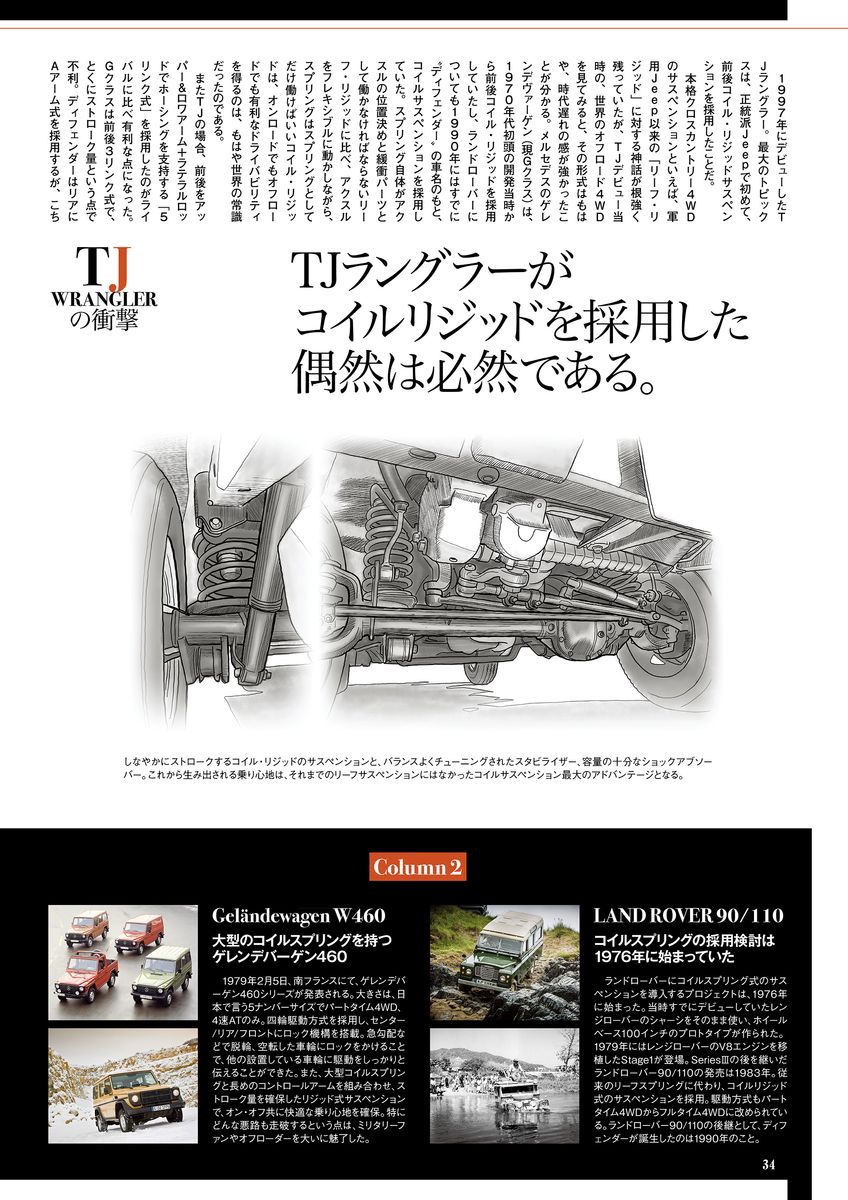 1997年にデビューしたT
Jラングラー。最大のトピック
スは、正統派Jeepで初めて、
前後コイル・リジッドサスペン
ションを採用したことだ。
本格クロスカントリー4WD
のサスペンションといえば、軍
用Jeep以来の「リーフ・リ
ジッド」に対する神話が根強く
残っていたが、TJデビュー当
時の、世界のオフロード4WD
を見てみると、その形式はもは
や、時代遅れの感が強かったこ
とが分かる。メルセデスのゲレ
ンデヴァーゲン（現Gクラス）は、
1970年代初頭の開発当時か
ら前後コイル・リジッドを採用
していたし、ランドローバーに
ついても1990年にはすでに
〝ディフェンダー〟の車名のもと、
コイルサスペンションを採用し
ていた。スプリング自体がアク
スルの位置決めと緩衝パーツと
して働かなければならないリー
フ・リジッドに比べ、アクスル
をフレキシブルに動かしながら、
スプリングはスプリングとして
だけ働けばいいコイル・リジッ
ドは、オンロードでもオフロー
ドでも有利なドライバビリティ
を得るのは、もはや世界の常識
だったのである。
またTJの場合、前後をアッ
パー&ロワアーム＋ラテラルロッ
ドでホーシングを支持する「5
リンク式」を採用したのがライ
バルに比べ有利な点になった。
Gクラスは前後3リンク式で、
とくにストローク量という点で
不利。ディフェンダーはリアに
Aアーム式を採用するが、こち
TJ
WRANGLER
の衝撃
TJラングラーが
コイルリジッドを採用した
偶然は必然である。
しなやかにストロークするコイル・リジッドのサスペンションと、バランスよくチューニングされたスタビライザー、容量の十分なショックアブソー
バー。これから生み出される乗り心地は、それまでのリーフサスペンションにはなかったコイルサスペンション最大のアドバンテージとなる。
Column 2
Geländewagen W460
大型のコイルスプリングを持つ
ゲレンデバーゲン460
1979年2月5日、南フランスにて、ゲレンデバ
ーゲン460シリーズが発表される。大きさは、日
本で言う5ナンバーサイズでパートタイム4WD、
4速ATのみ。四輪駆動方式を採用し、センター
/リア/フロントにロック機構を搭載。急勾配な
どで脱輪、空転した車輪にロックをかけること
で、他の設置している車輪に駆動をしっかりと
伝えることができた。また、大型コイルスプリン
グと長めのコントロールアームを組み合わせ、ス
トローク量を確保したリジッド式サスペンション
で、オン・オフ共に快適な乗り心地を確保。特に
どんな悪路も走破するという点は、ミリタリーフ
ァンやオフローダーを大いに魅了した。
LAND ROVER 90/110
コイルスプリングの採用検討は
1976年に始まっていた
ランドローバーにコイルスプリング式のサス
ペンションを導入するプロジェクトは、1976年
に始まった。当時すでにデビューしていたレン
ジローバーのシャーシをそのまま使い、ホイール
ベース100インチのプロトタイプが作られた。
1979年にはレンジローバーのV8エンジンを移
植したStage1が登場。SeriesⅢの後を継いだ
ランドローバー90/110の発売は1983年。従
来のリーフスプリングに代わり、コイルリジッド
式のサスペンションを採用。駆動方式もパート
タイム4WDからフルタイム4WDに改められてい
る。ランドローバー90/110の後継として、ディフ
ェンダーが誕生したのは1990年のこと。
34